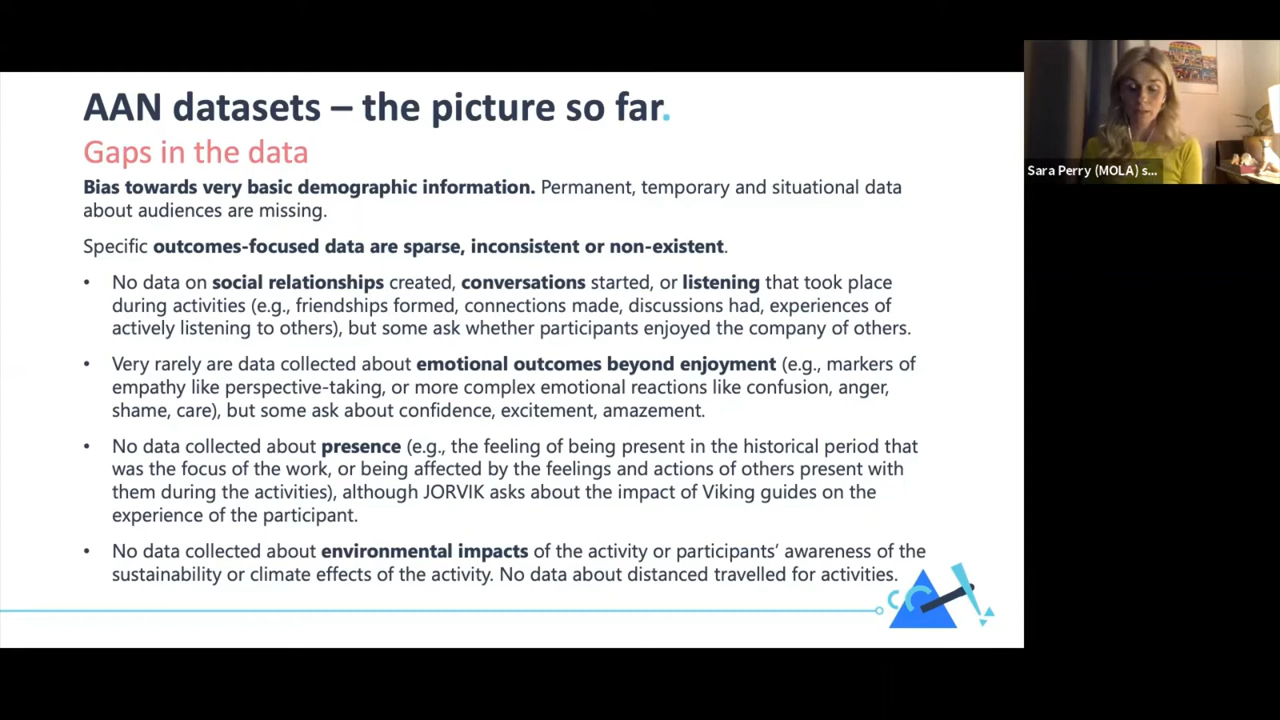 AAN datasets – the picture so far.
Gaps in the data
Bias towards very basic demographic information. Permanent, temporary and situational data
about audiences are missing.
Specific outcomes-focused data are sparse, inconsistent or non-existent.
• No data on social relationships created, conversations started, or listening that took place
during activities (e.g., friendships formed, connections made, discussions had, experiences of
actively listening to others), but some ask whether participants enjoyed the company of others.
• Very rarely are data collected about emotional outcomes beyond enjoyment (e.g., markers of
empathy like perspective-taking, or more complex emotional reactions like confusion, anger,
shame, care), but some ask about confidence, excitement, amazement.
• No data collected about presence (e.g., the feeling of being present in the historical period that
was the focus of the work, or being affected by the feelings and actions of others present with
them during the activities), although JORVIK asks about the impact of Viking guides on the
experience of the participant.
• No data collected about environmental impacts of the activity or participants’ awareness of the
sustainability or climate effects of the activity. No data about distanced travelled for activities.
Sara Perry (MOLA) s...